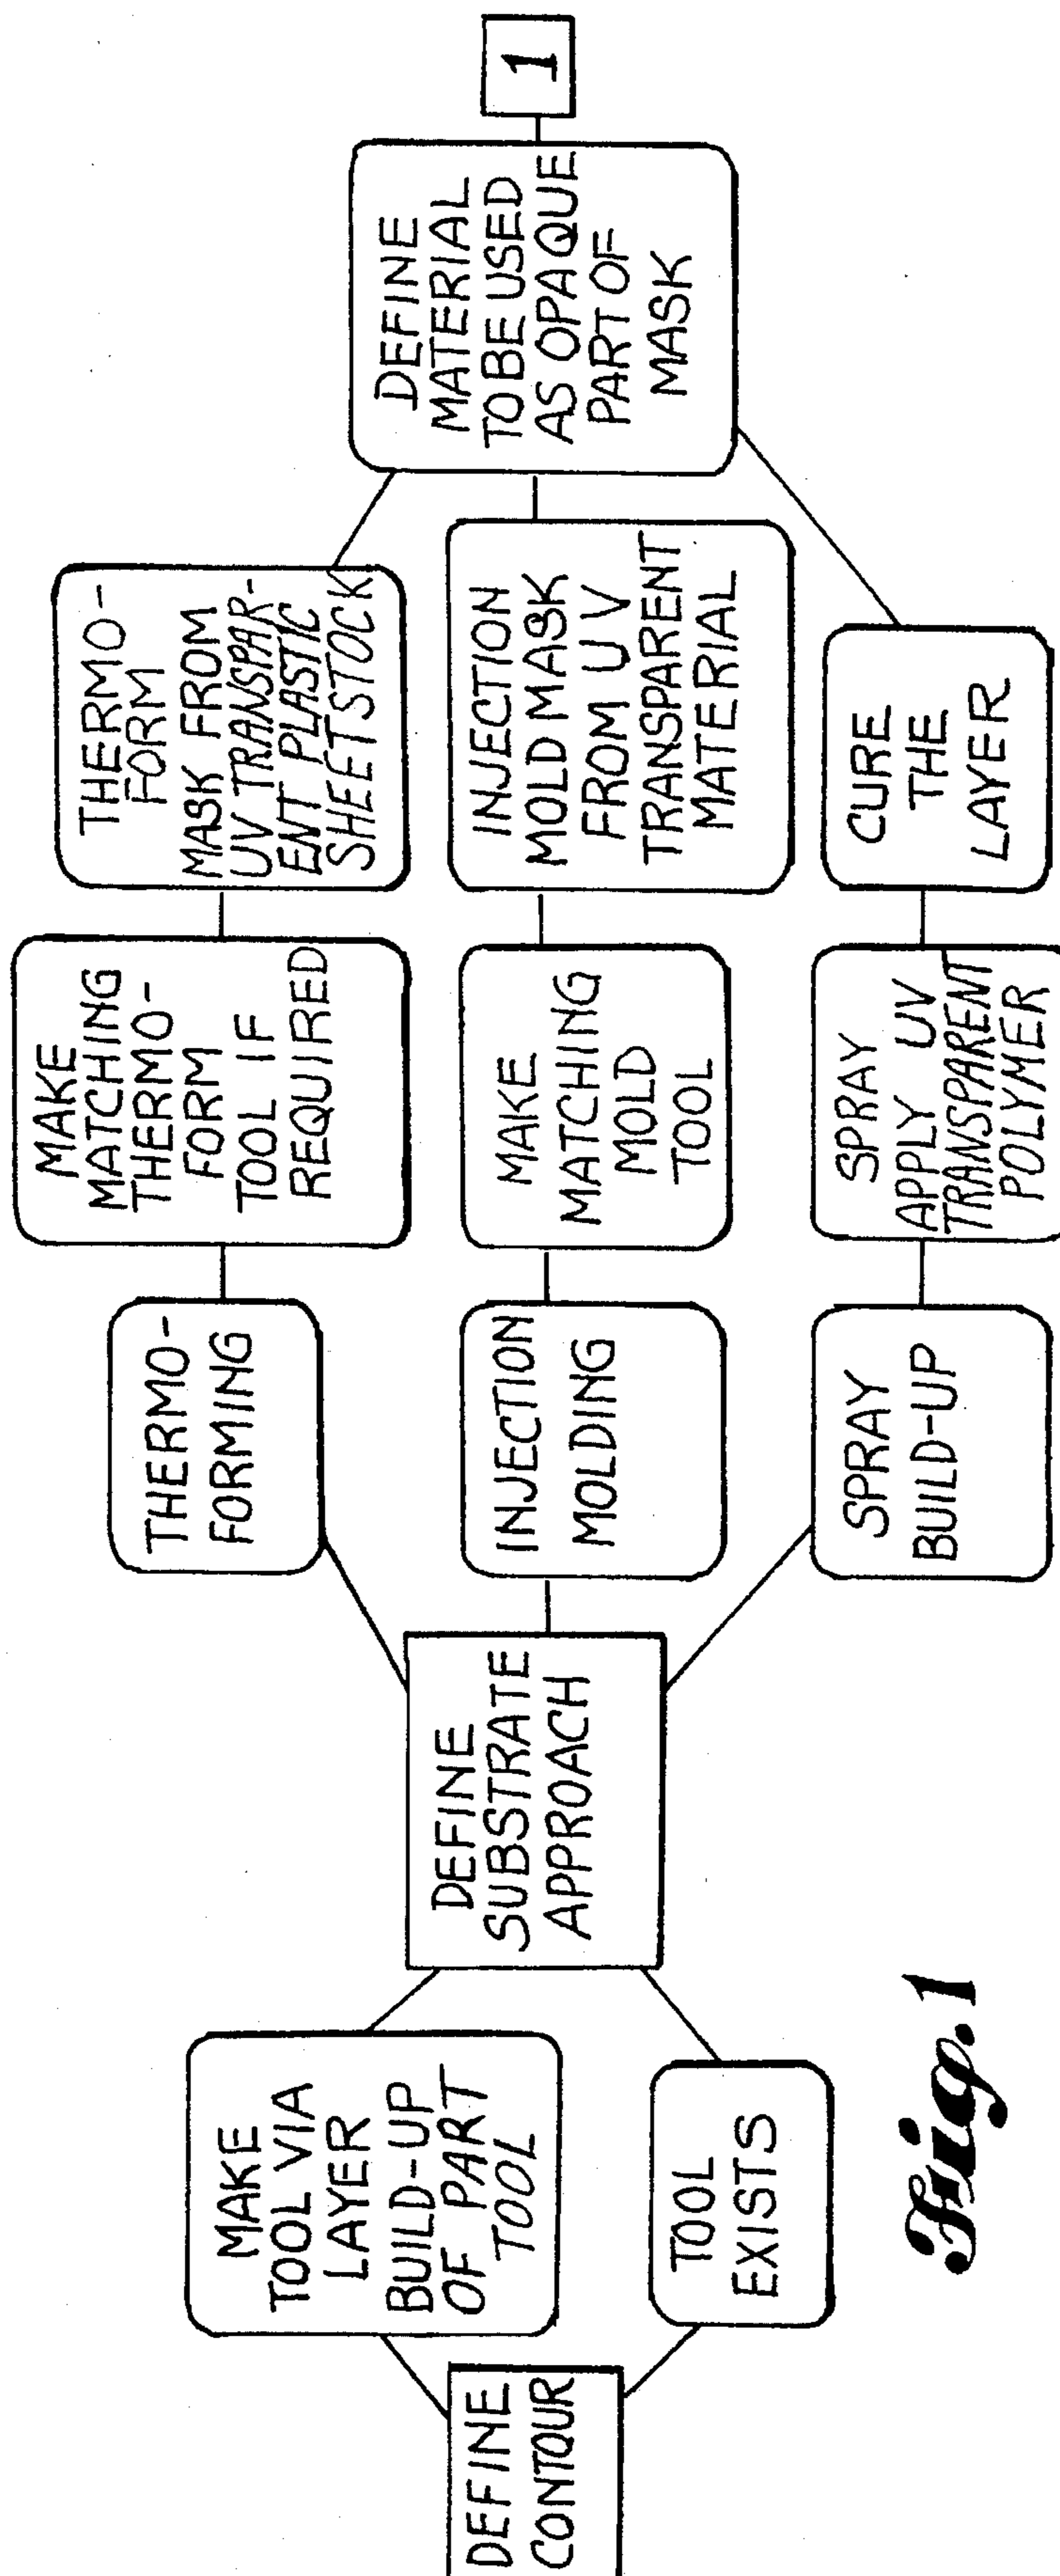 DEFINE
CONTOUR
MAKE
TOOL VIA
LAYER
BUILD-UP
OF PART
TOOL
TOOL
EXISTS
DEFINE
SUBSTRATE
APPROACH
THERMO-
FORMING
INJECTION
MOLDING
SPRAY
BUILD-UP
MAKE
MATCHING
THERMO-
FORM
TOOL IF
REQUIRED
MAKE
MATCHING
MOLD
TOOL
SPRAY
APPLY UV
TRANSPARENT
POLYMER
THERMO-
FORM
MASK FROM
UV TRANSPAR-
ENT PLASTIC
SHEETSTOCK
INJECTION
MOLD MASK
FROM UV
TRANSPARENT
MATERIAL
CURE
THE
LAYER
DEFINE
MATERIAL
TO BE USED
AS OPAQUE
PART OF
MASK
1
Fig. 1